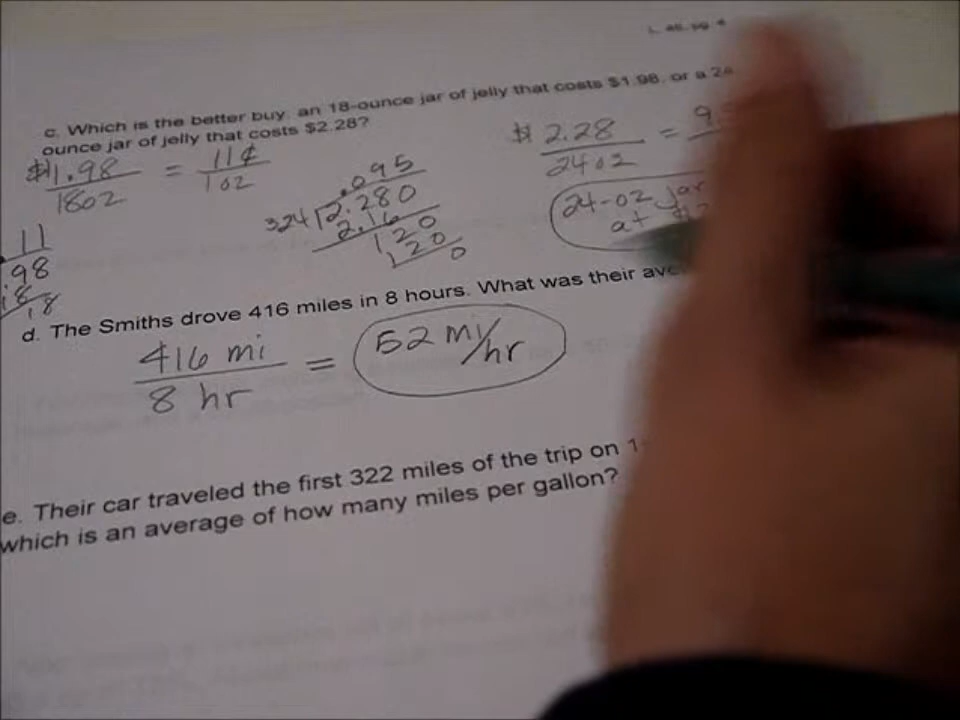 c. Which is the better buy, an 18-ounce jar of jelly that costs $1.98, or a 24
ounce jar of jelly that costs $2.28?
$1.98 / 18oz = 11¢ / 1oz
.095
324 2.280
2.16
120
120
0
$ 2.28 / 24oz = 9.
24-oz jar
at
11
.98
18
18
d. The Smiths drove 416 miles in 8 hours. What was their
416 mi / 8 hr = 52 mi/hr
e. Their car traveled the first 322 miles of the trip on
which is an average of how many miles per gallon?